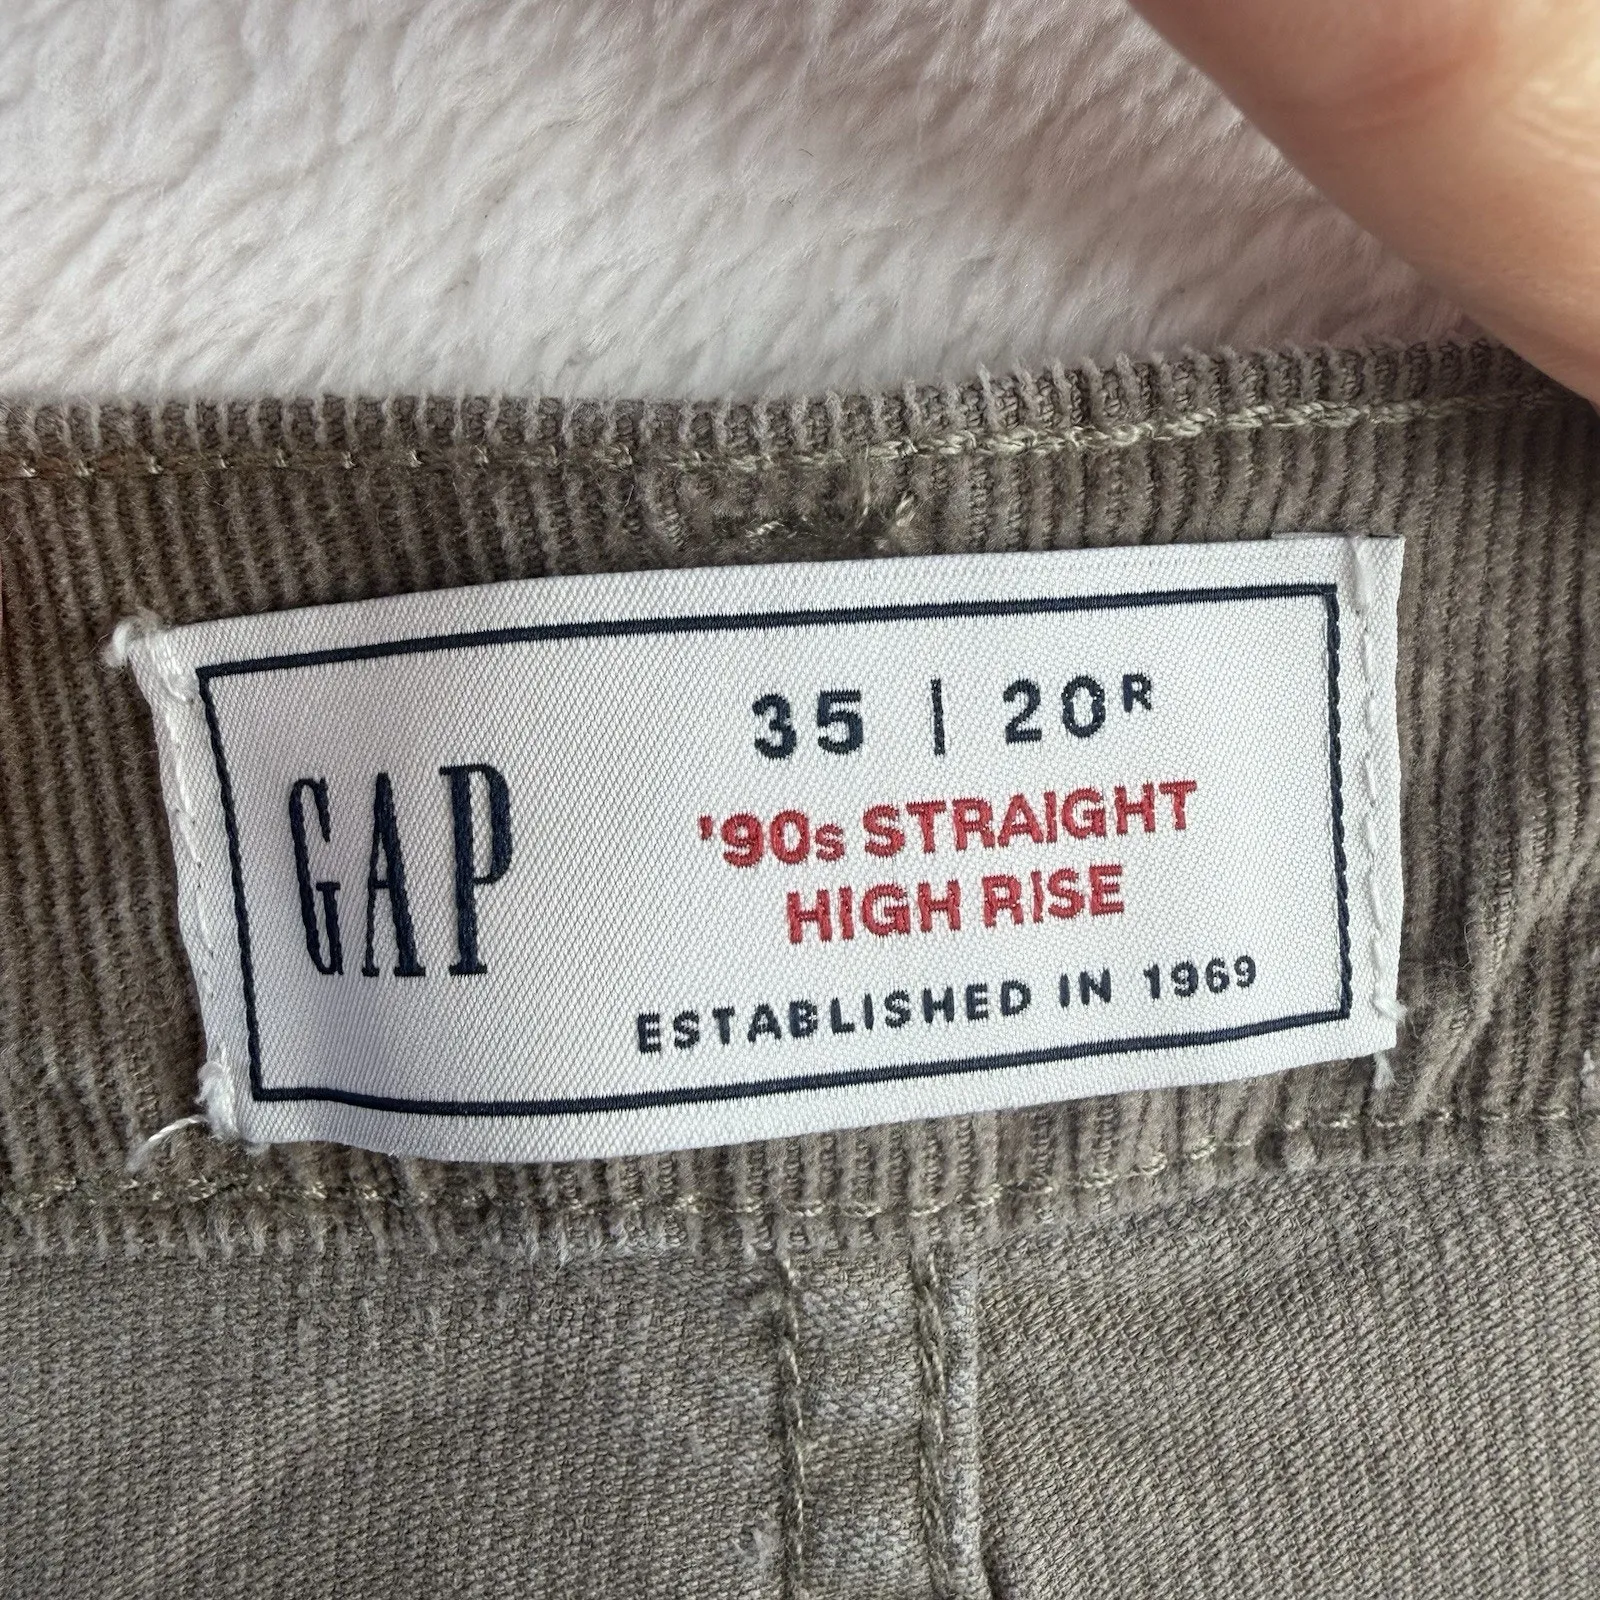 GAP
35 | 20R
'90s STRAIGHT
HIGH RISE
ESTABLISHED IN 1969